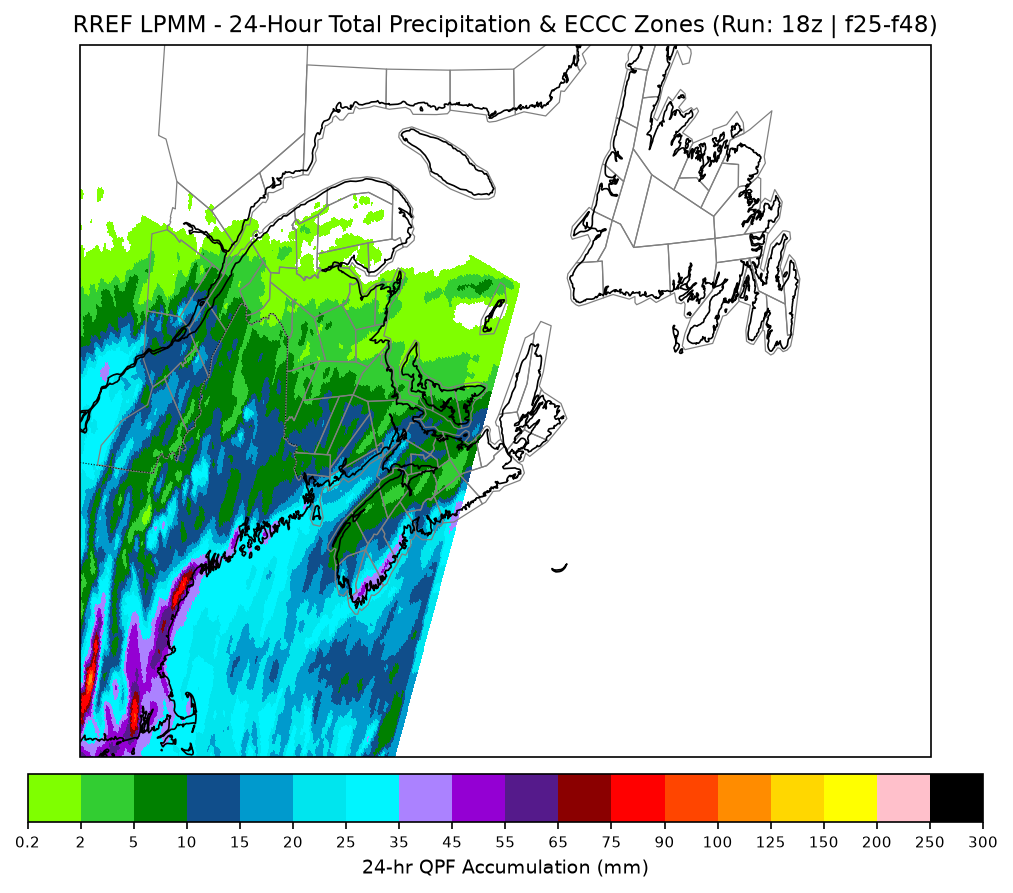 RREF LPMM - 24-Hour Total Precipitation & ECCC Zones (Run: 18z | f25-f48)
0.2 2 5 10 15 20 25 35 45 55 65 75 90 100 125 150 200 250 300
24-hr QPF Accumulation (mm)